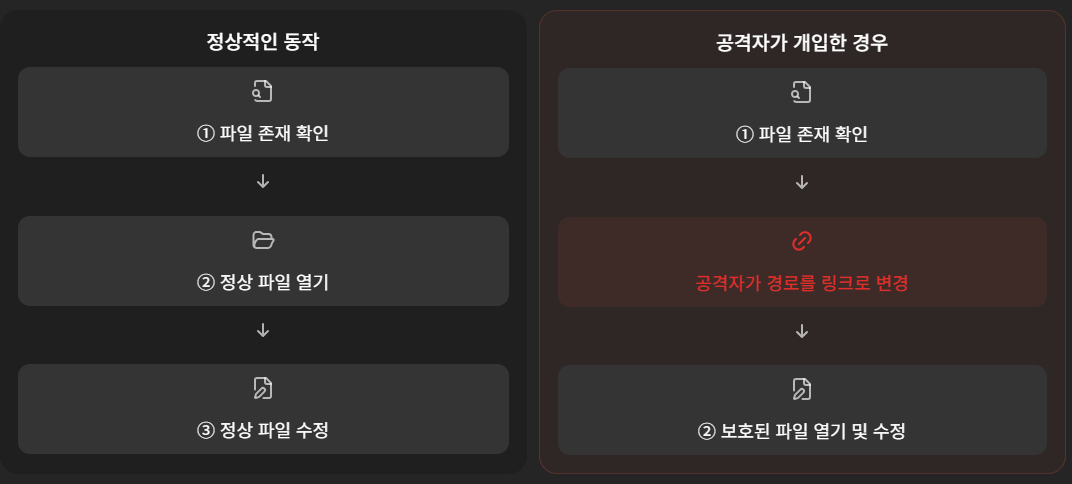 정상적인 동작
① 파일 존재 확인
② 정상 파일 열기
③ 정상 파일 수정
공격자가 개입한 경우
① 파일 존재 확인
공격자가 경로를 링크로 변경
② 보호된 파일 열기 및 수정